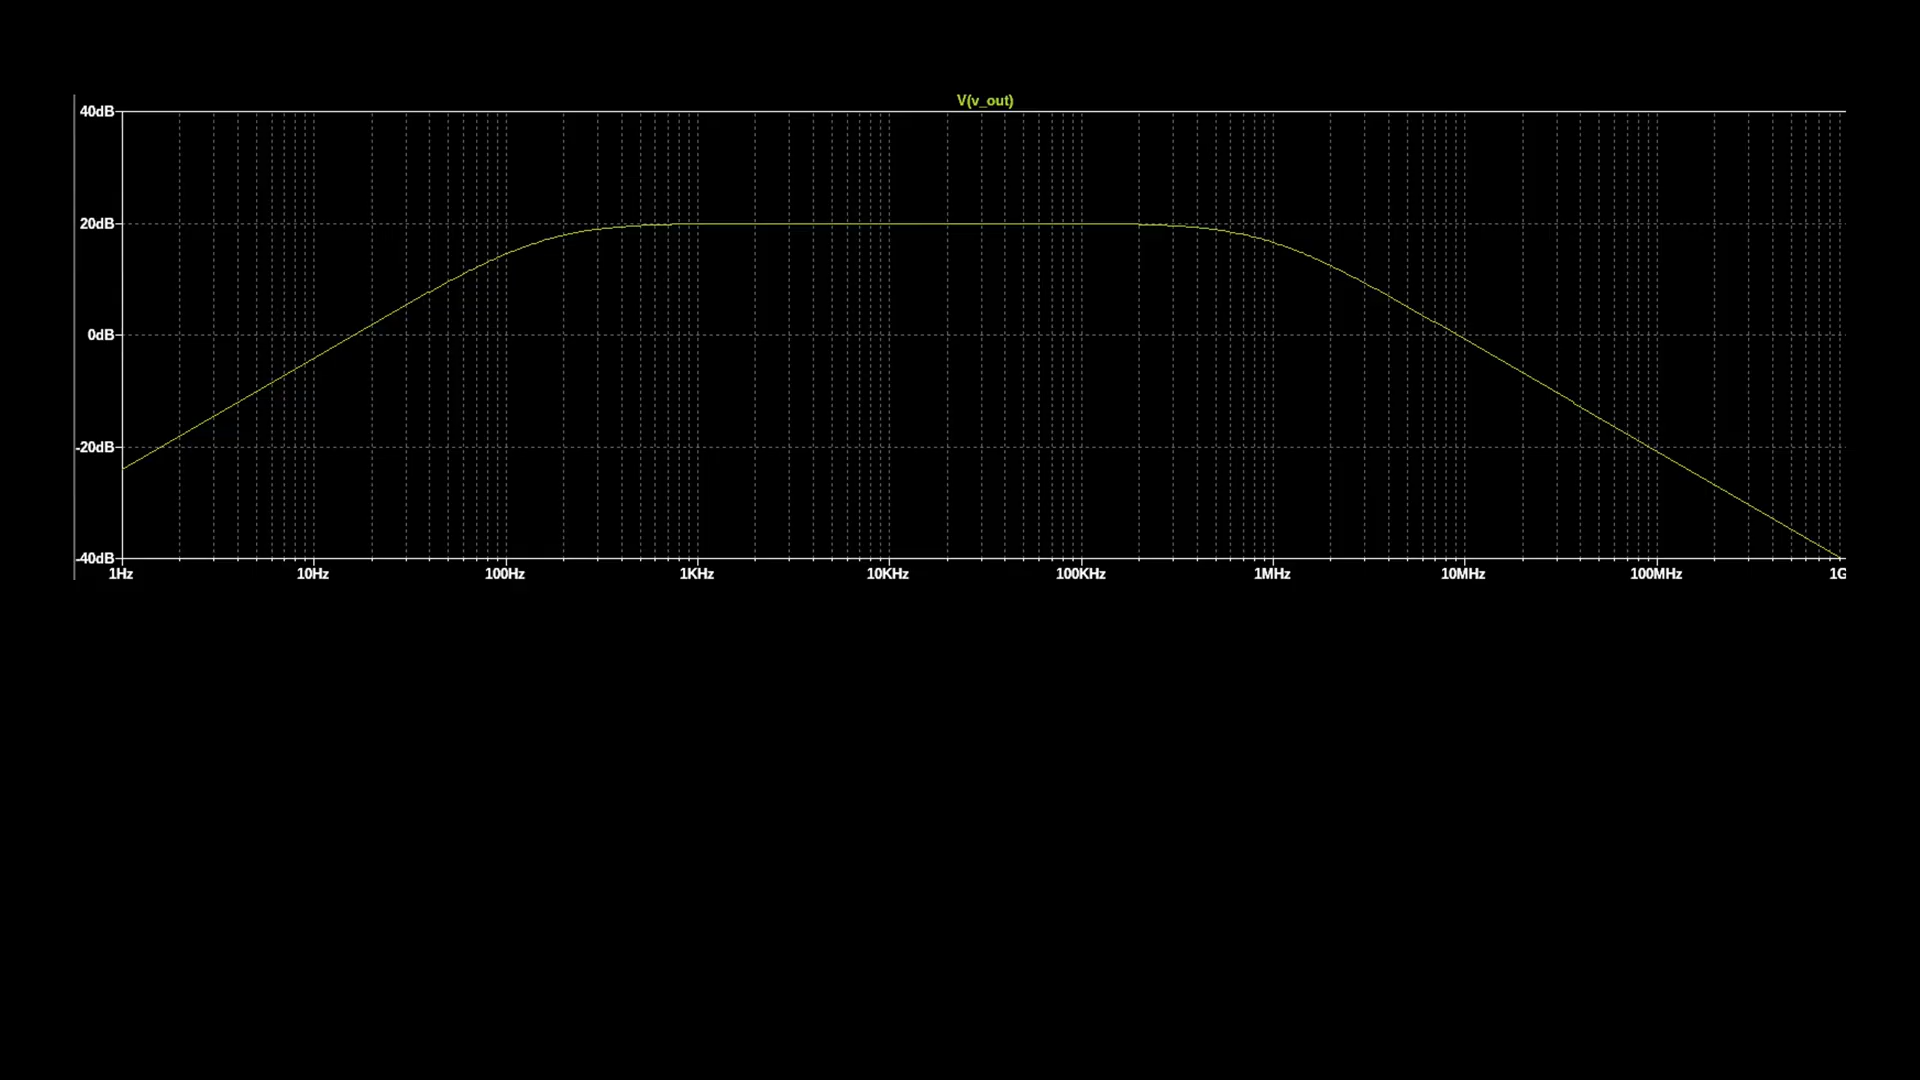 V(v_out)
40dB
20dB
0dB
-20dB
-40dB
1Hz 10Hz 100Hz 1KHz 10KHz 100KHz 1MHz 10MHz 100MHz 1G